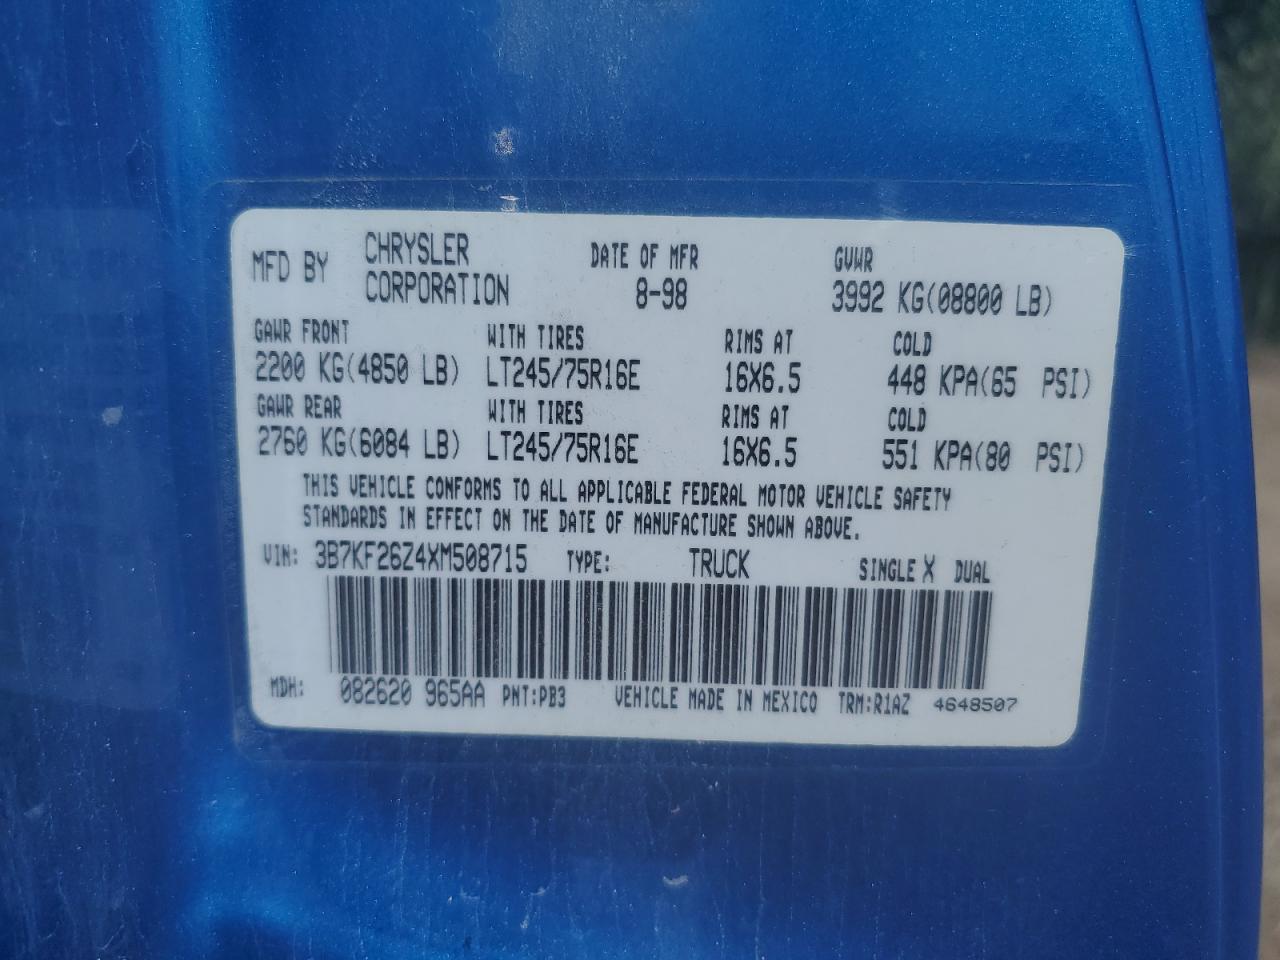 MFD BY CHRYSLER CORPORATION DATE OF MFR 8-98 GVWR 3992 KG(08800 LB)
GAWR FRONT WITH TIRES RIMS AT COLD
2200 KG(4850 LB) LT245/75R16E 16X6.5 448 KPA(65 PSI)
GAWR REAR WITH TIRES RIMS AT COLD
2760 KG(6084 LB) LT245/75R16E 16X6.5 551 KPA(80 PSI)
THIS VEHICLE CONFORMS TO ALL APPLICABLE FEDERAL MOTOR VEHICLE SAFETY
STANDARDS IN EFFECT ON THE DATE OF MANUFACTURE SHOWN ABOVE.
VIN: 3B7KF26Z4XM508715 TYPE: TRUCK SINGLE X DUAL
MDH: 082620 965AA PNT:PB3 VEHICLE MADE IN MEXICO TRM:R1AZ 4648507